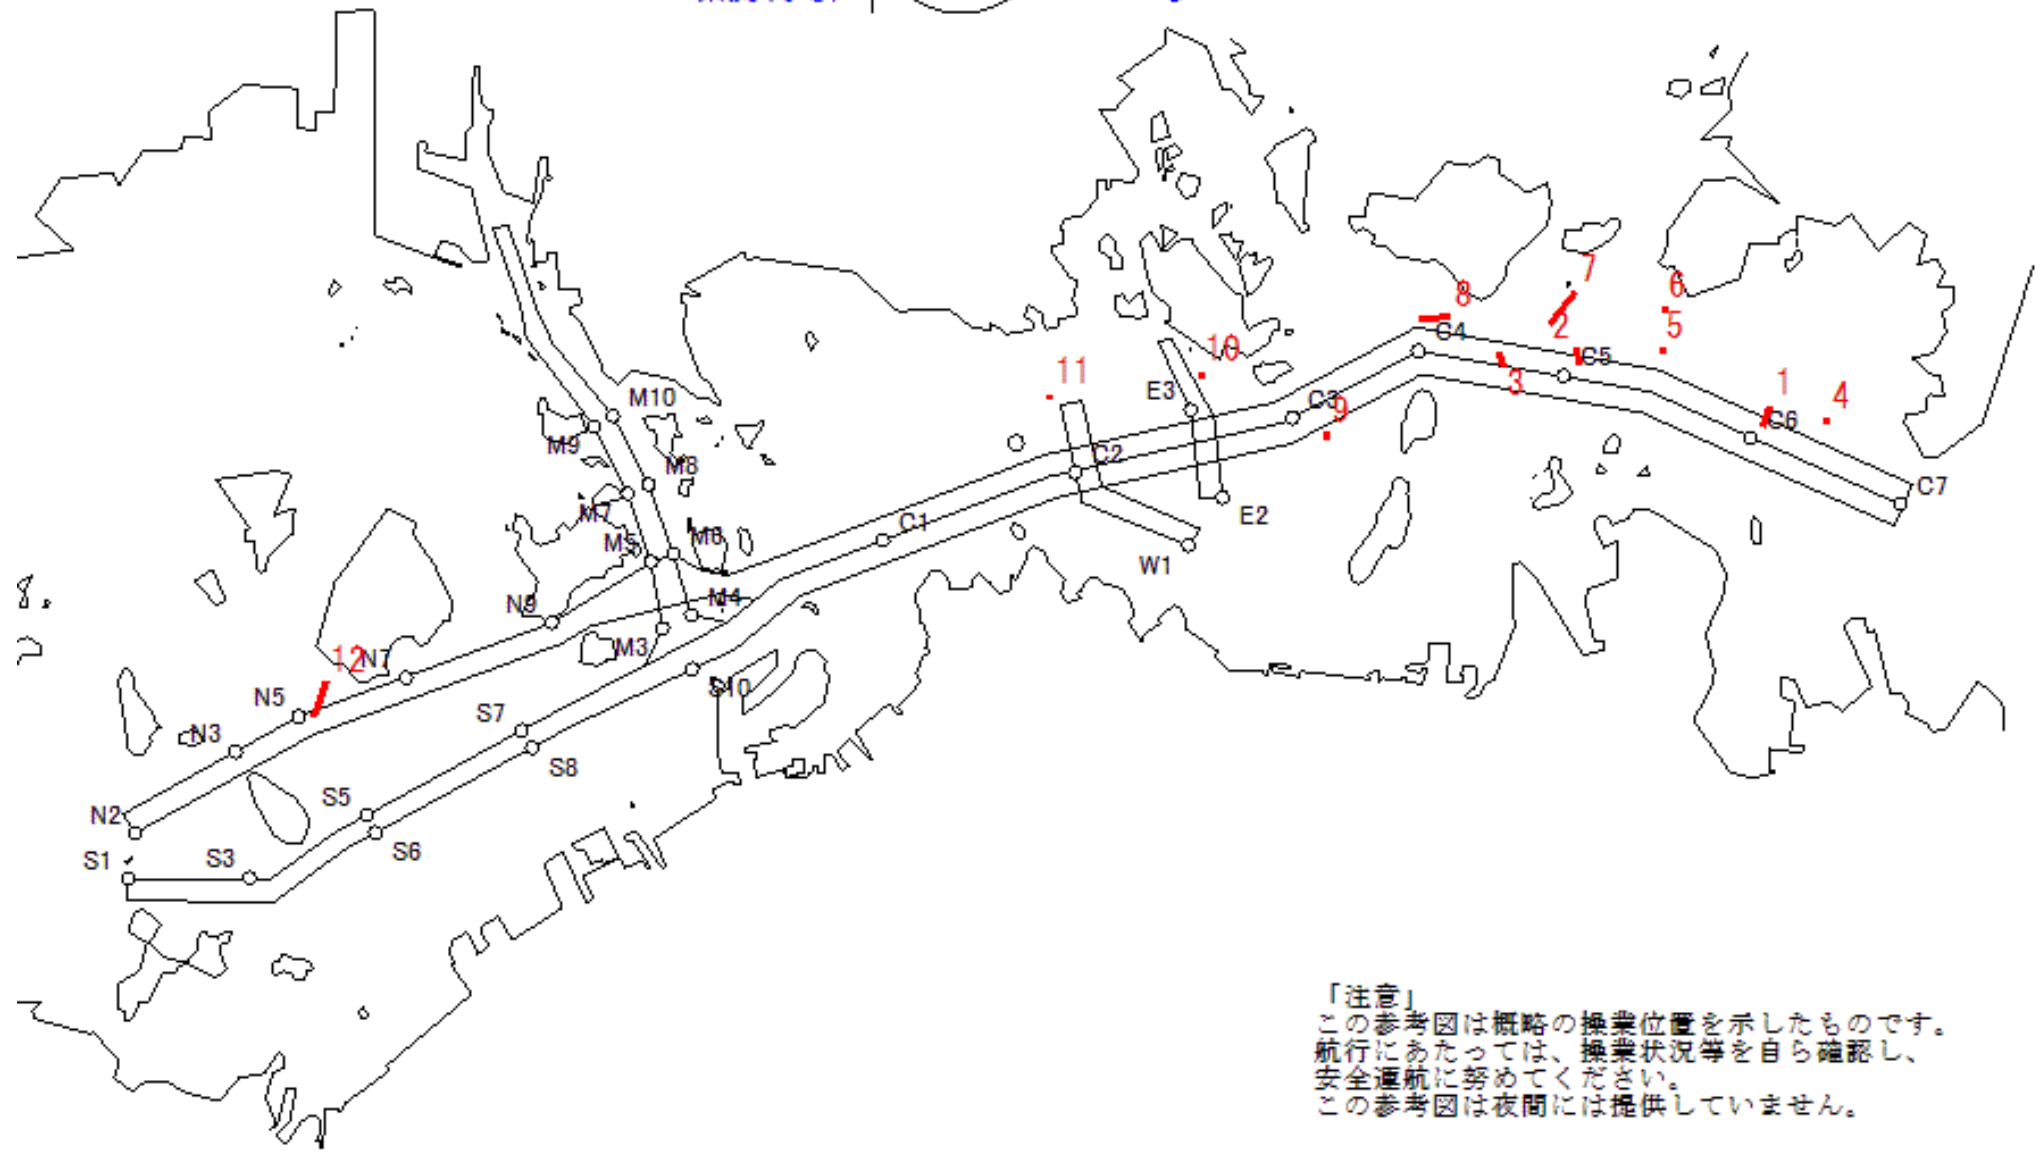 8
7
6
C4
2
C5
5
10
11
3
1
4
E3
C3
9
C6
M10
M9
C2
M8
C7
M7
E2
C1
M5
M6
W1
N9
M4
12
N7
M3
N5
S10
S7
N3
S8
S5
N2
S6
S1
S3
「注意」
この参考図は概略の操業位置を示したものです。
航行にあたっては、操業状況等を自ら確認し、
安全運航に努めてください。
この参考図は夜間には提供していません。